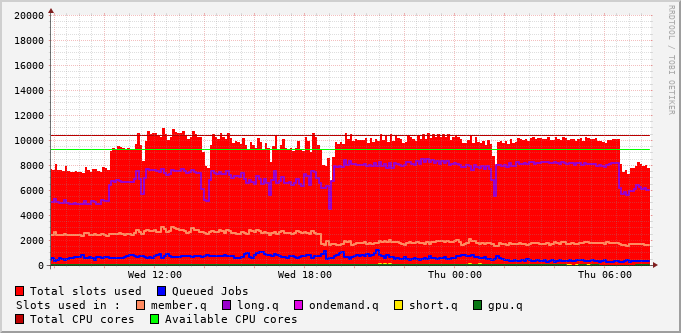 20000
18000
16000
14000
12000
10000
8000
6000
4000
2000
0
Wed 12:00 Wed 18:00 Thu 00:00 Thu 06:00
RRDTOOL / TOBI OETIKER
Total slots used Queued Jobs
Slots used in : member.q long.q ondemand.q short.q gpu.q
Total CPU cores Available CPU cores